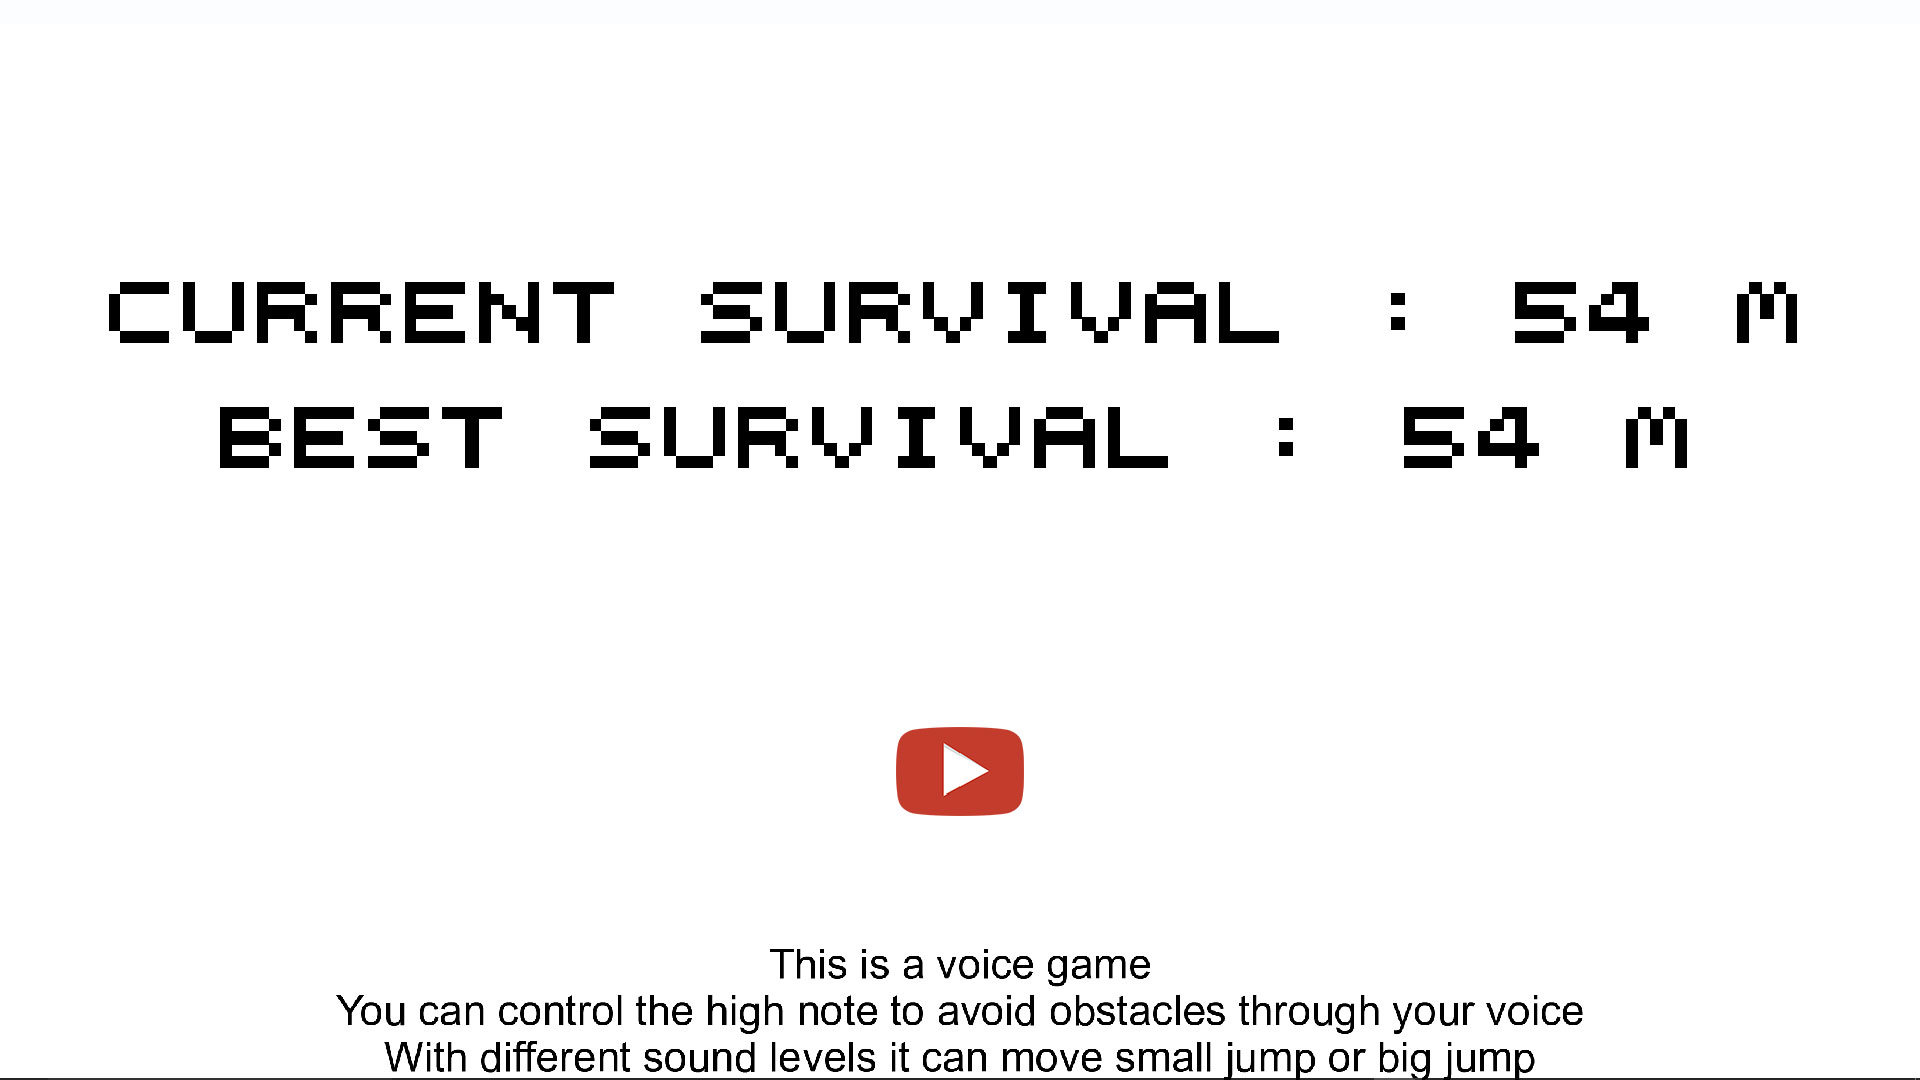 CURRENT SURVIVAL : 54 M
BEST SURVIVAL : 54 M
This is a voice game
You can control the high note to avoid obstacles through your voice
With different sound levels it can move small jump or big jump